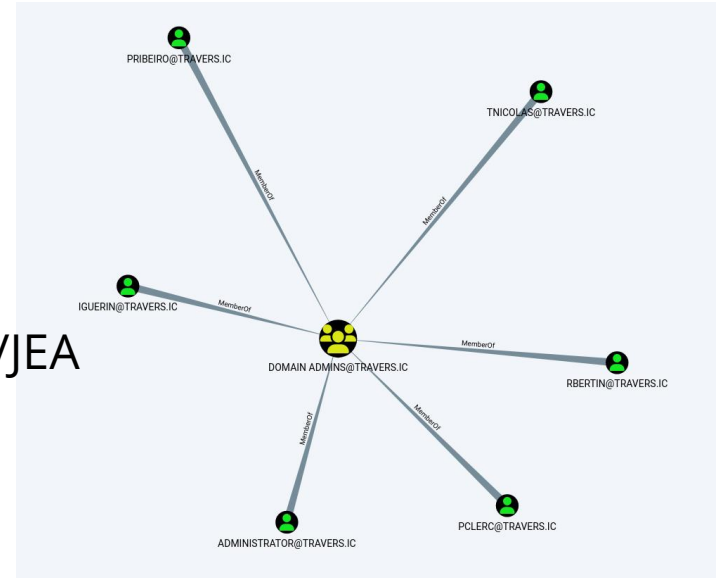 PRIBEIRO@TRAVERS.IC
TNICOLAS@TRAVERS.IC
MemberOf
MemberOf
IGUERIN@TRAVERS.IC
MemberOf
/JEA
DOMAIN ADMINS@TRAVERS.IC
MemberOf
RBERTIN@TRAVERS.IC
MemberOf
MemberOf
ADMINISTRATOR@TRAVERS.IC
PCLERC@TRAVERS.IC